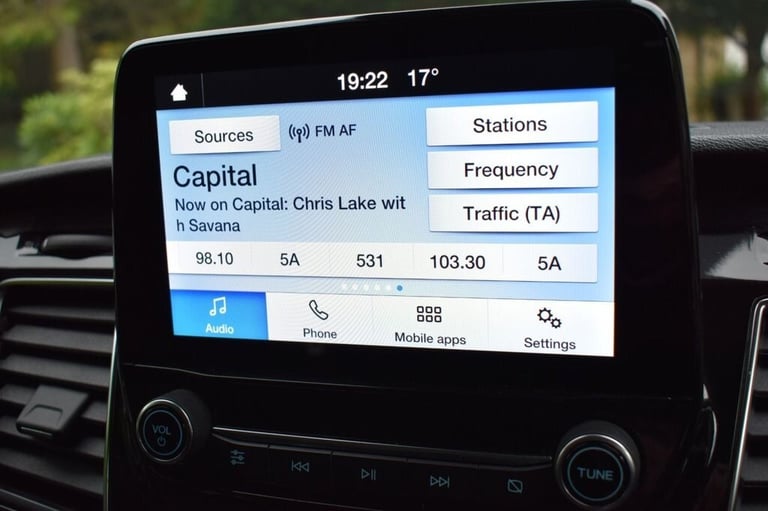 19:22 17°
Sources
FM AF
Stations
Capital
Frequency
Now on Capital: Chris Lake wit
h Savana
Traffic (TA)
98.10 5A 531 103.30 5A
Audio
Phone
Mobile apps
Settings
VOL
TUNE